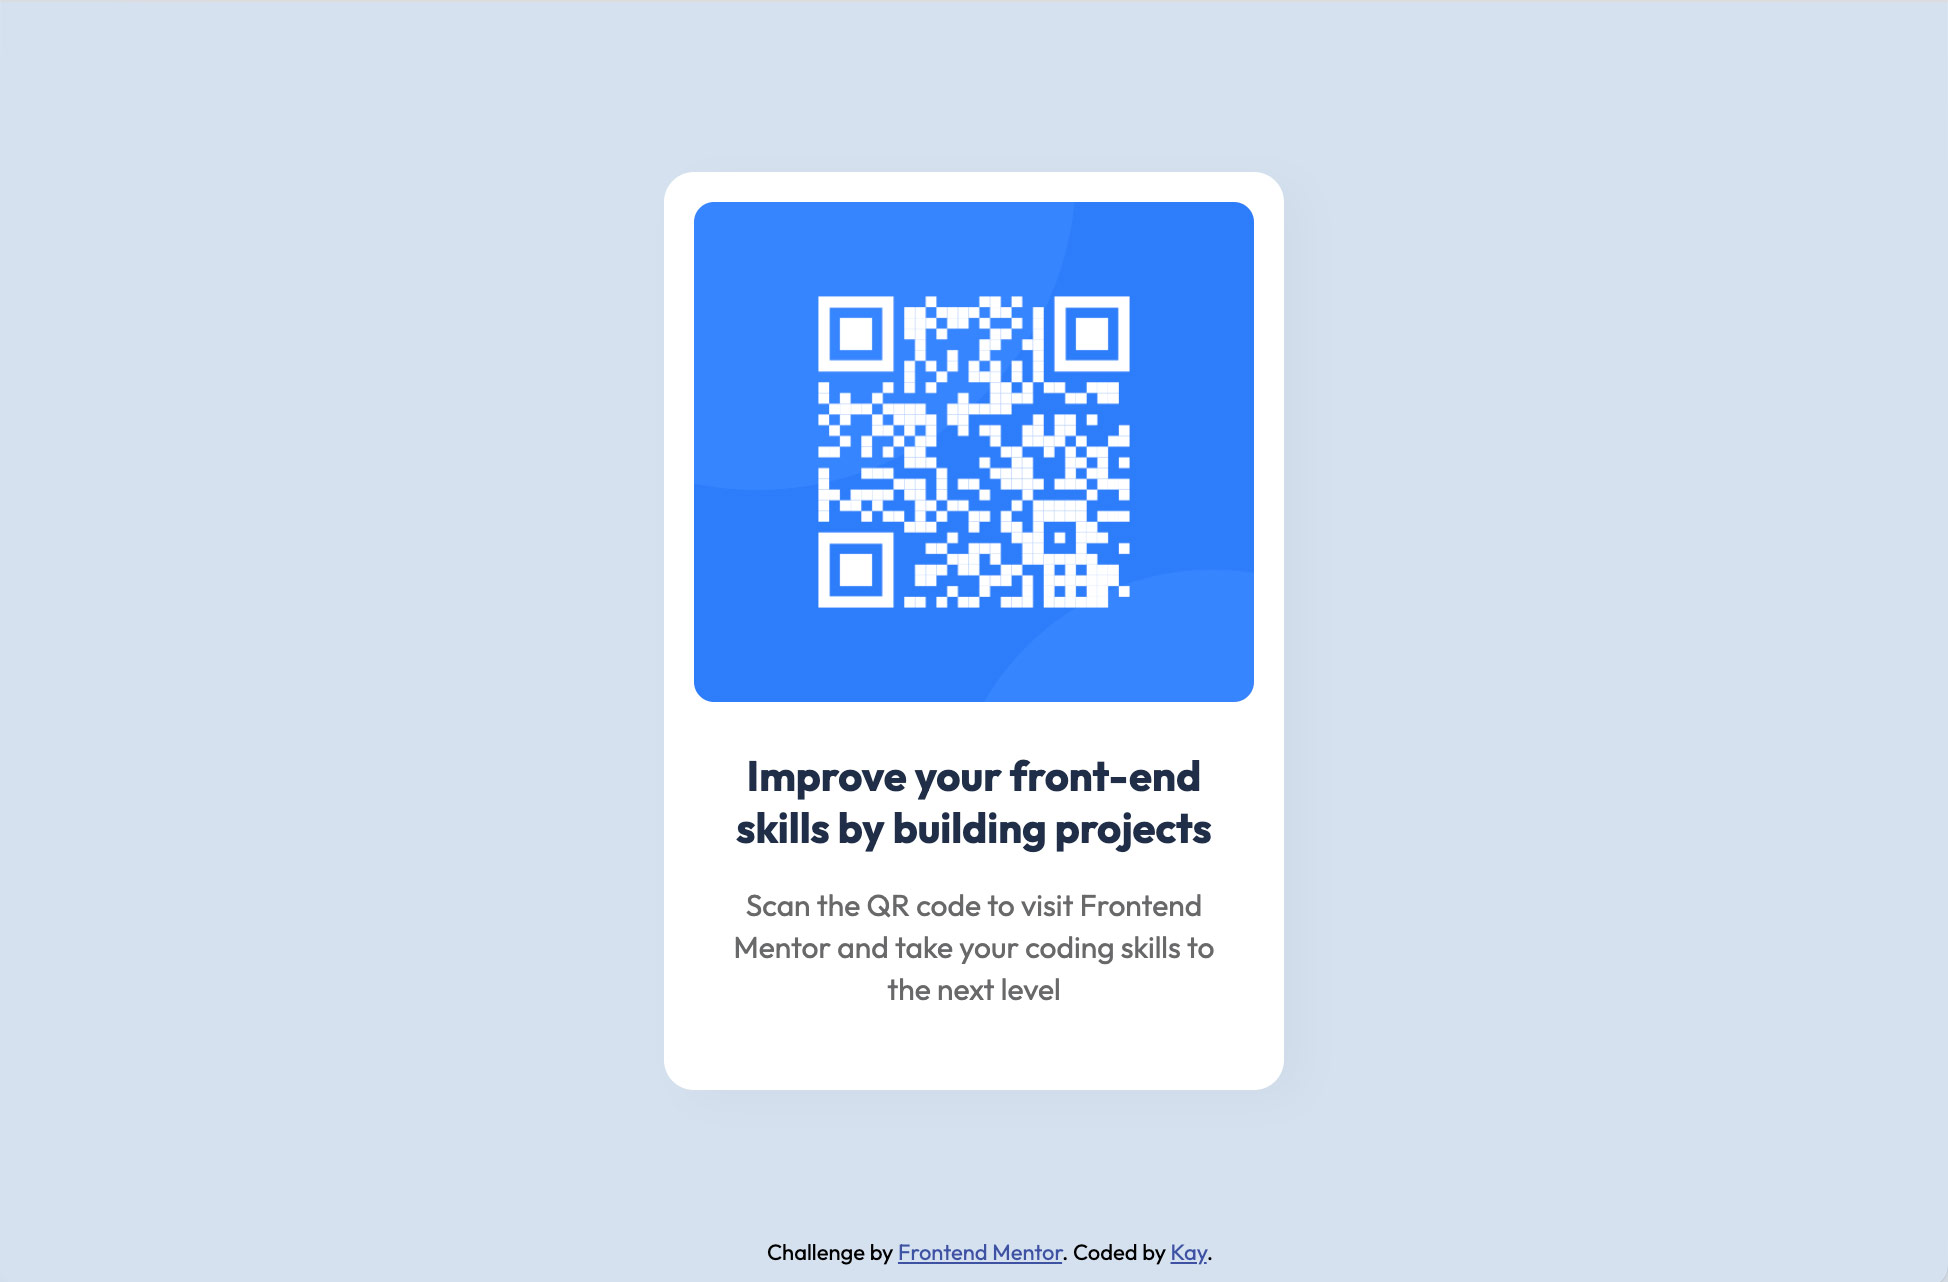 Improve your front-end
skills by building projects
Scan the QR code to visit Frontend
Mentor and take your coding skills to
the next level
Challenge by Frontend Mentor. Coded by Kay.